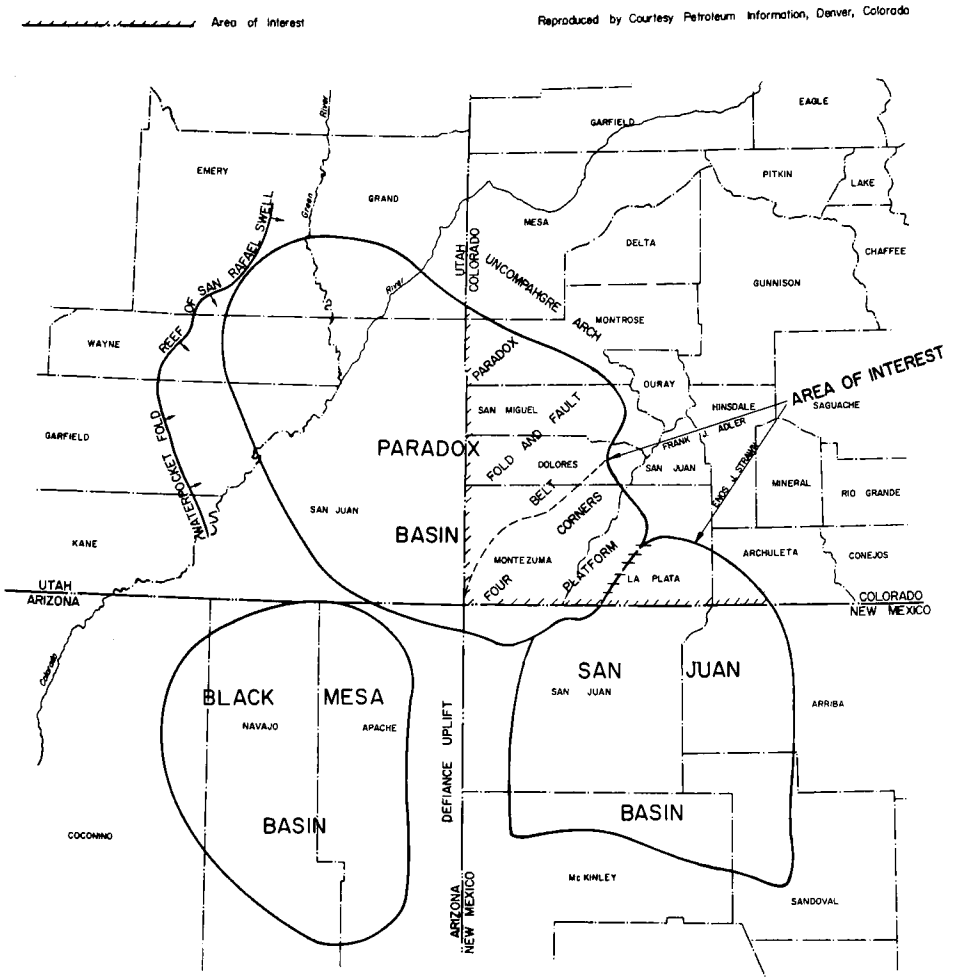 Area of Interest
Reproduced by Courtesy Petroleum Information, Denver, Colorado
EAGLE
GARFIELD
River
EMERY
Green
GRAND
PITKIN
LAKE
MESA
DELTA
CHAFFEE
UTAH
COLORADO
UNCOMPAHGRE ARCH
GUNNISON
REEF OF SAN RAFAEL SWELL
River
MONTROSE
WAYNE
PARADOX
OURAY
AREA OF INTEREST
SAN MIGUEL
HINSDALE
SAGUACHE
FRANK J. ADLER
GARFIELD
WATERPOCKET FOLD
PARADOX
FOLD AND FAULT
DOLORES
SAN JUAN
ENOS J. STRAWN
MINERAL
RIO GRANDE
BELT
SAN JUAN
CORNERS
BASIN
KANE
MONTEZUMA
PLATFORM
ARCHULETA
CONEJOS
FOUR
LA PLATA
UTAH
ARIZONA
COLORADO
NEW MEXICO
Colorado
SAN JUAN
SAN JUAN
BLACK MESA
ARRIBA
NAVAJO
APACHE
DEFIANCE UPLIFT
BASIN
BASIN
COCONINO
Mc KINLEY
ARIZONA
NEW MEXICO
SANDOVAL